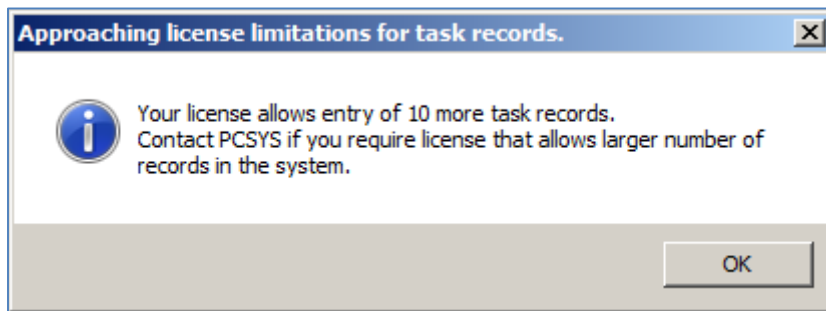 Approaching license limitations for task records.
Your license allows entry of 10 more task records.
Contact PCSYS if you require license that allows larger number of
records in the system.
OK